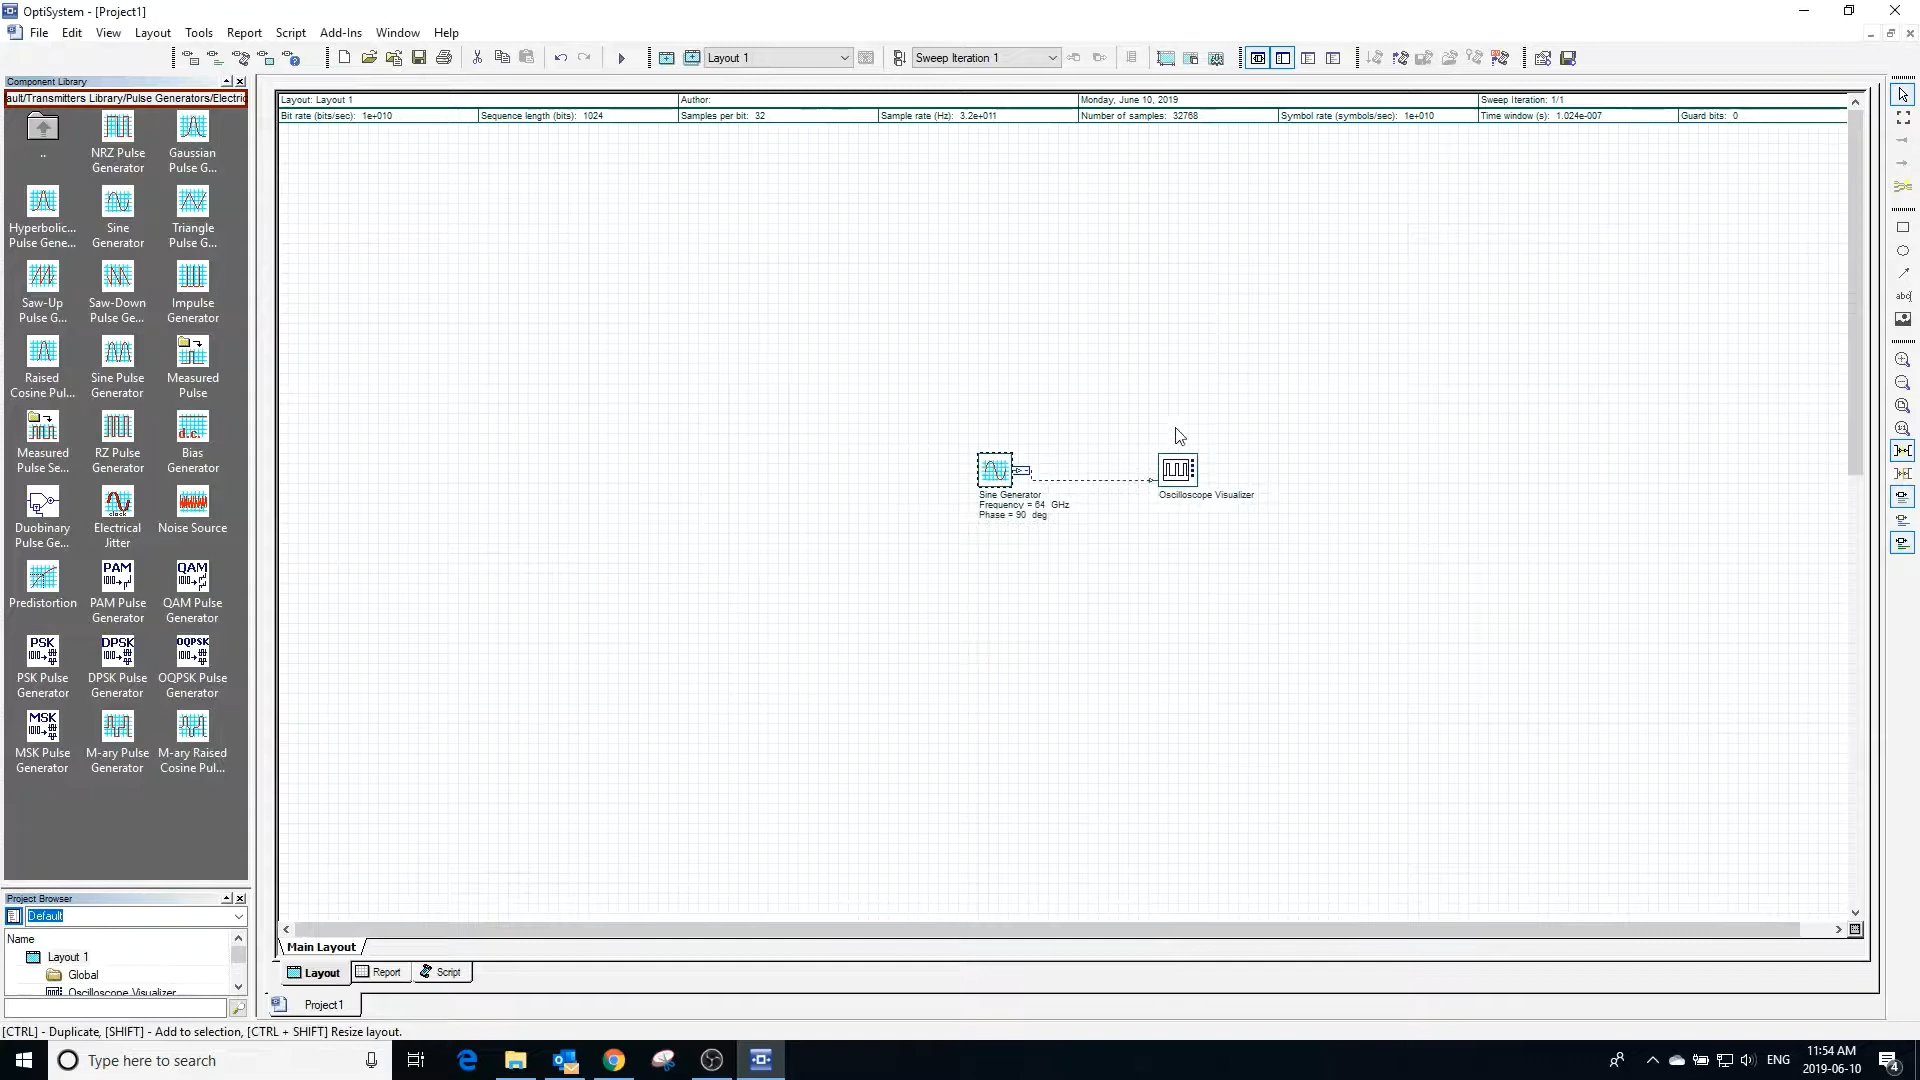 OptiSystem - [Project1]
File Edit View Layout Tools Report Script Add-Ins Window Help
Layout 1
Sweep Iteration 1
Component Library
ault/Transmitters Library/Pulse Generators/Electric
..
NRZ Pulse Generator
Gaussian Pulse G...
Hyperbolic... Pulse Gene...
Sine Generator
Triangle Pulse G...
Saw-Up Pulse G...
Saw-Down Pulse Ge...
Impulse Generator
Raised Cosine Pul...
Sine Pulse Generator
Measured Pulse
Measured Pulse Se...
RZ Pulse Generator
d.c.
Bias Generator
Duobinary Pulse Ge...
clock
Electrical Jitter
Noise Source
Predistortion
PAM
PAM Pulse Generator
QAM
QAM Pulse Generator
PSK
PSK Pulse Generator
DPSK
DPSK Pulse Generator
OQPSK
OQPSK Pulse Generator
MSK
MSK Pulse Generator
M-ary Pulse Generator
M-ary Raised Cosine Pul...
Layout: Layout 1 Author: Monday, June 10, 2019 Sweep Iteration: 1/1
Bit rate (bits/sec): 1e+010 Sequence length (bits): 1024 Samples per bit: 32 Sample rate (Hz): 3.2e+011 Number of samples: 32768 Symbol rate (symbols/sec): 1e+010 Time window (s): 1.024e-007 Guard bits: 0
Sine Generator
Frequency = 64 GHz
Phase = 90 deg
Oscilloscope Visualizer
abc
Project Browser
Default
Name
Layout 1
Global
Oscilloscope Visualizer
Main Layout
Layout Report Script
Project1
[CTRL] - Duplicate, [SHIFT] - Add to selection, [CTRL + SHIFT] Resize layout.
Type here to search
ENG
11:54 AM
2019-06-10
4